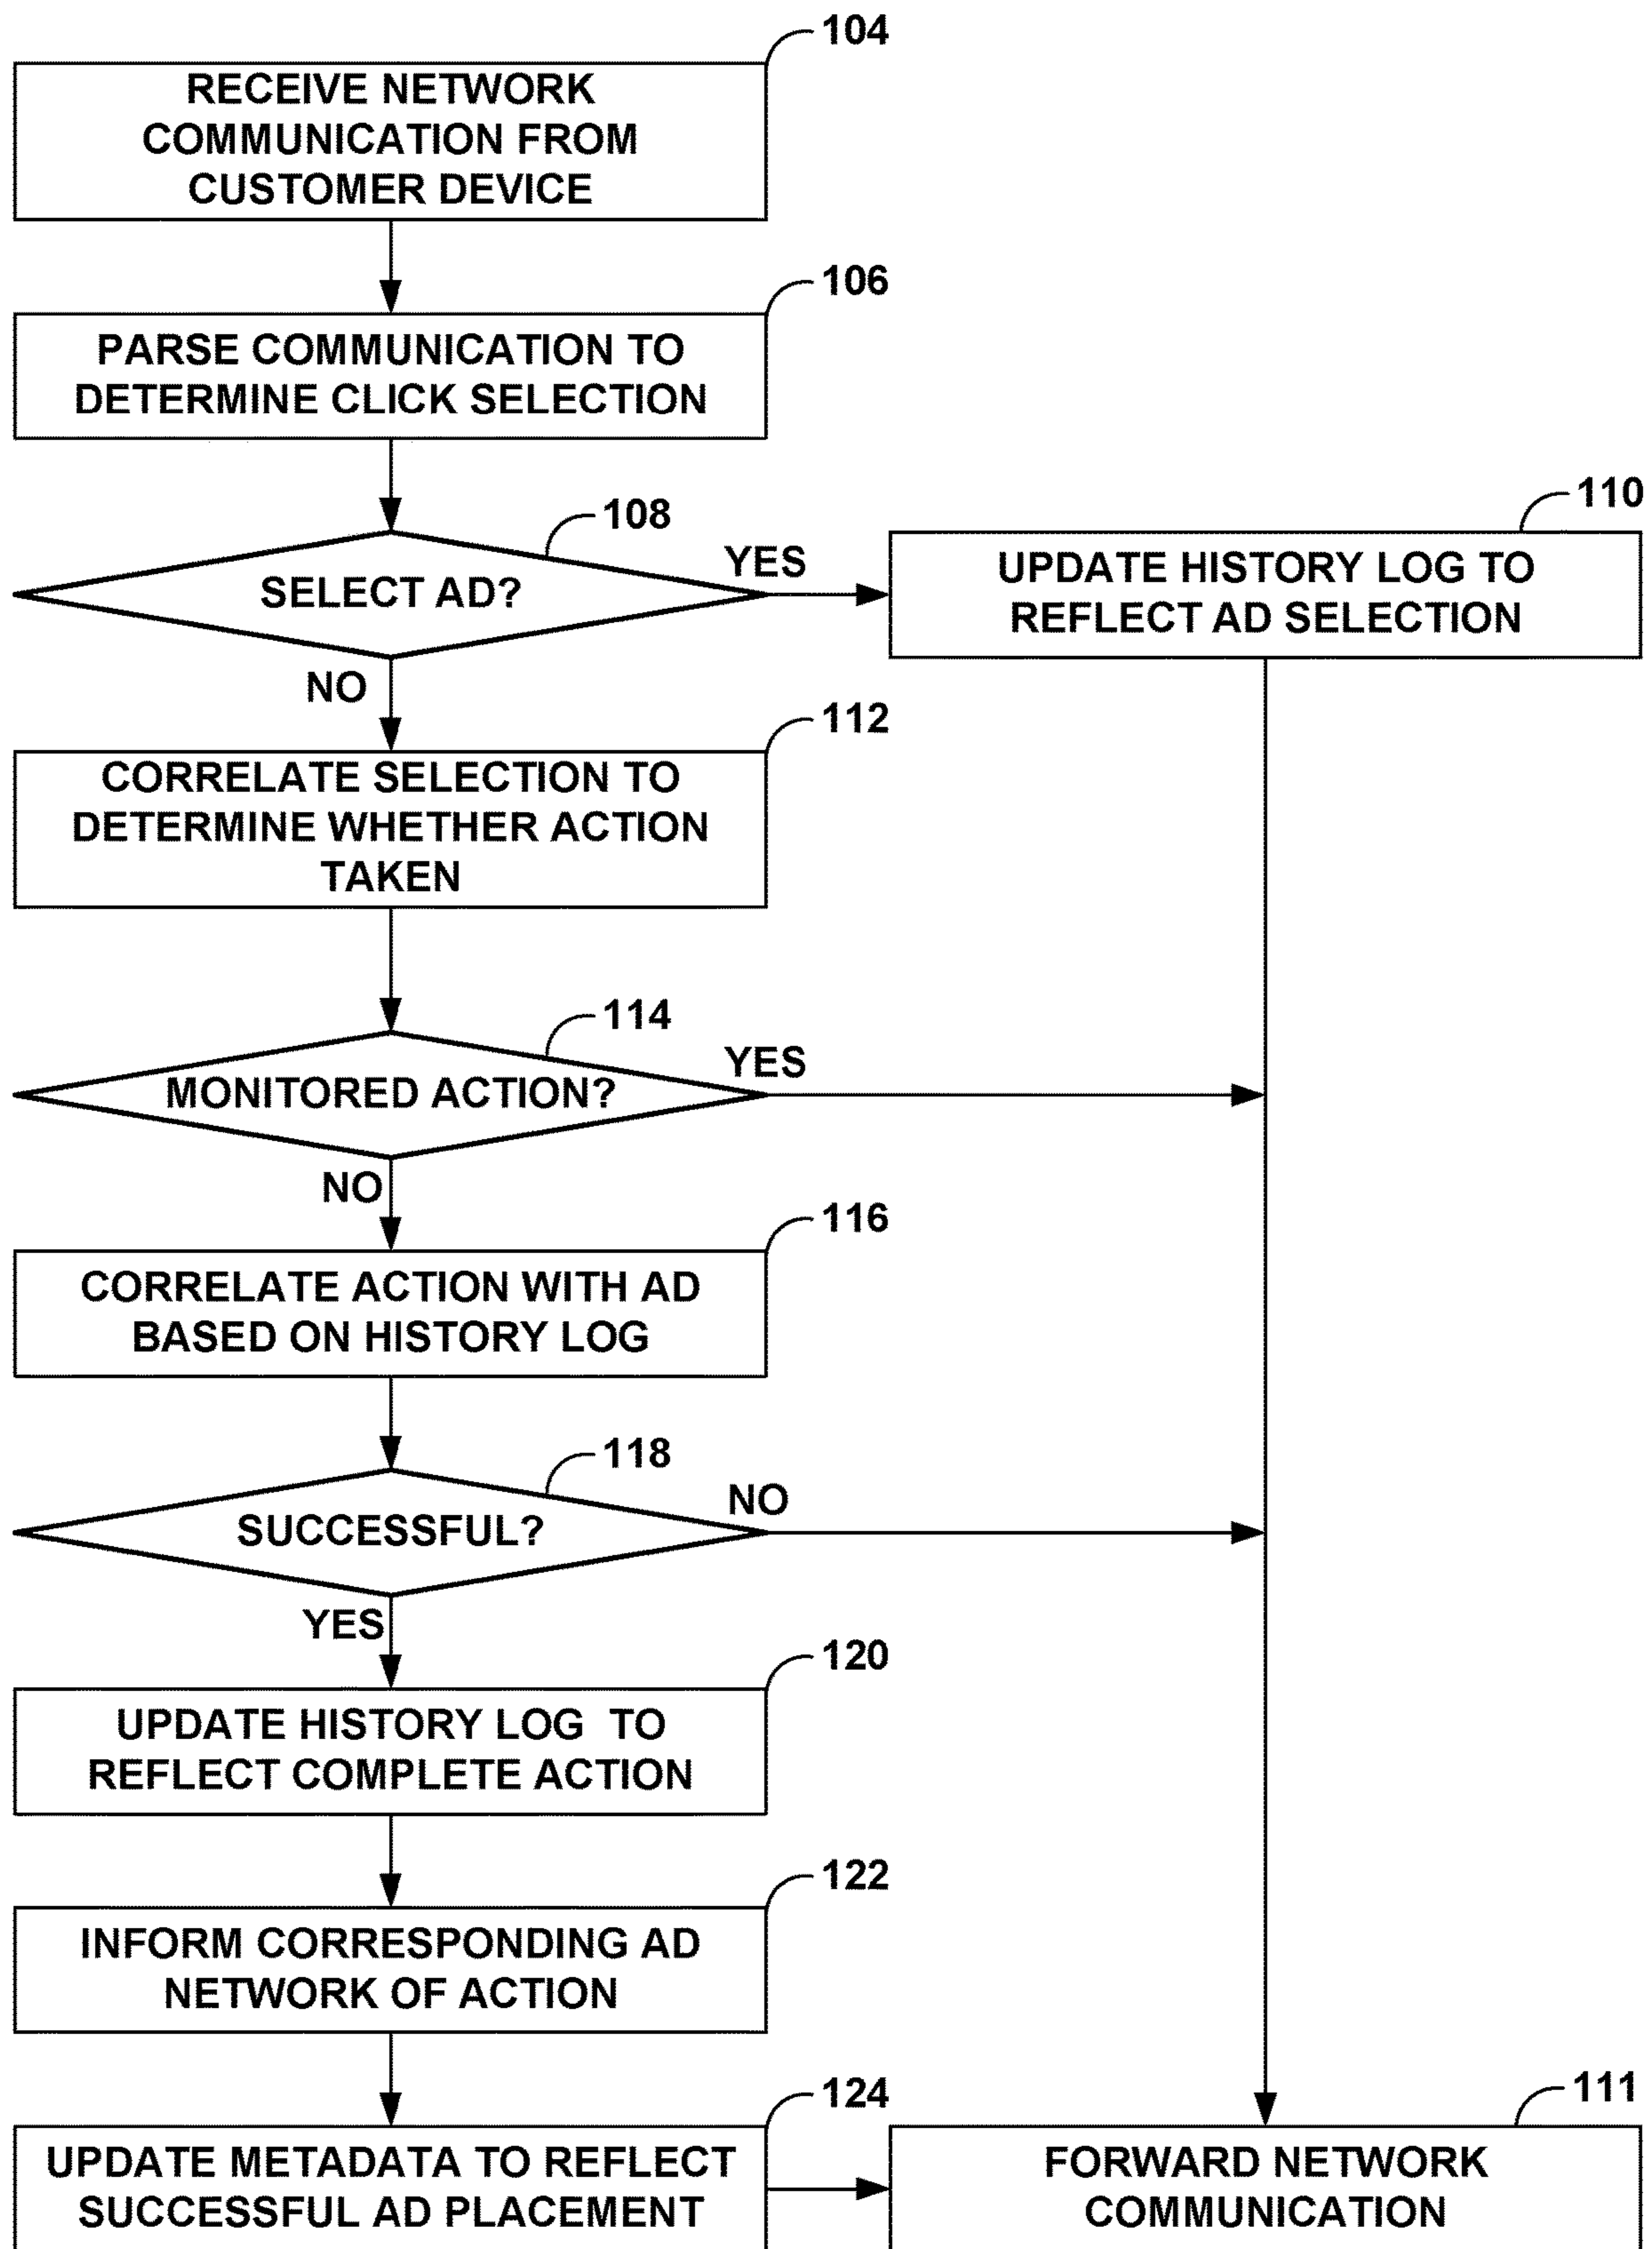 104
RECEIVE NETWORK
COMMUNICATION FROM
CUSTOMER DEVICE
106
PARSE COMMUNICATION TO
DETERMINE CLICK SELECTION
108
SELECT AD?
YES
NO
110
UPDATE HISTORY LOG TO
REFLECT AD SELECTION
112
CORRELATE SELECTION TO
DETERMINE WHETHER ACTION
TAKEN
114
MONITORED ACTION?
YES
NO
116
CORRELATE ACTION WITH AD
BASED ON HISTORY LOG
118
SUCCESSFUL?
NO
YES
120
UPDATE HISTORY LOG TO
REFLECT COMPLETE ACTION
122
INFORM CORRESPONDING AD
NETWORK OF ACTION
124
UPDATE METADATA TO REFLECT
SUCCESSFUL AD PLACEMENT
111
FORWARD NETWORK
COMMUNICATION